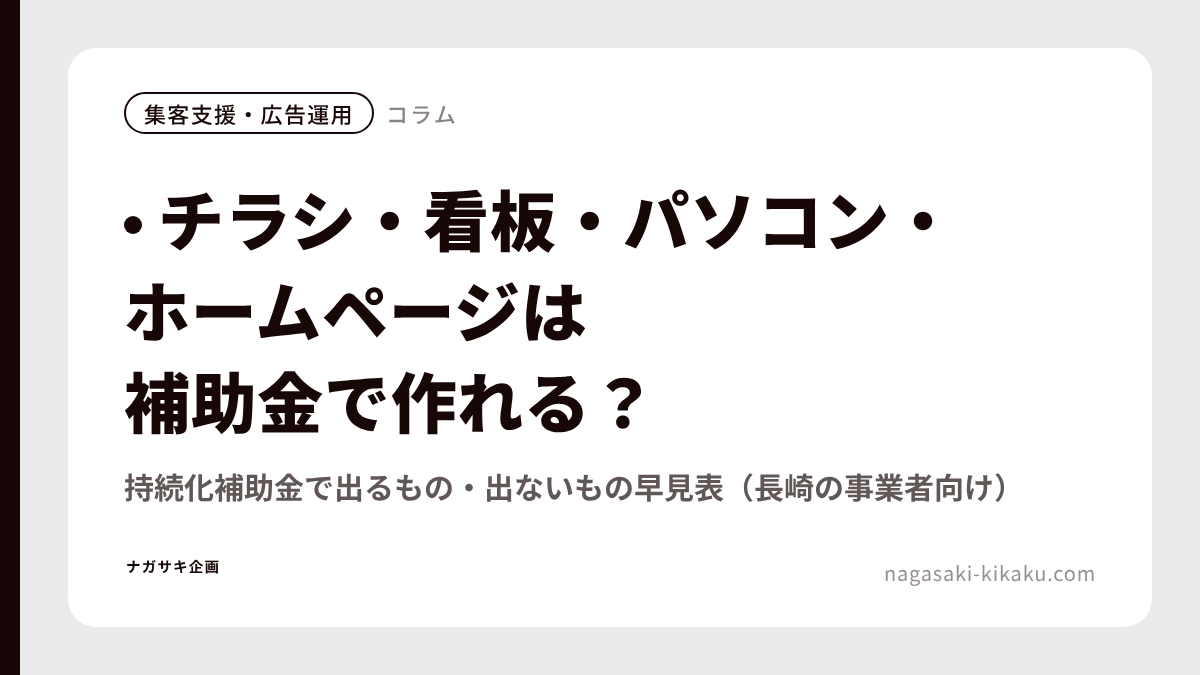 集客支援・広告運用 コラム
・チラシ・看板・パソコン・
ホームページは
補助金で作れる？
持続化補助金で出るもの・出ないもの早見表（長崎の事業者向け）
ナガサキ企画
nagasaki-kikaku.com